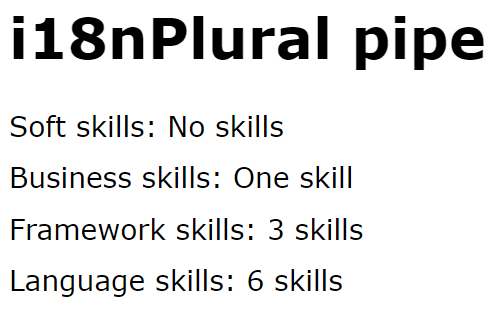 i18nPlural pipe
Soft skills: No skills
Business skills: One skill
Framework skills: 3 skills
Language skills: 6 skills